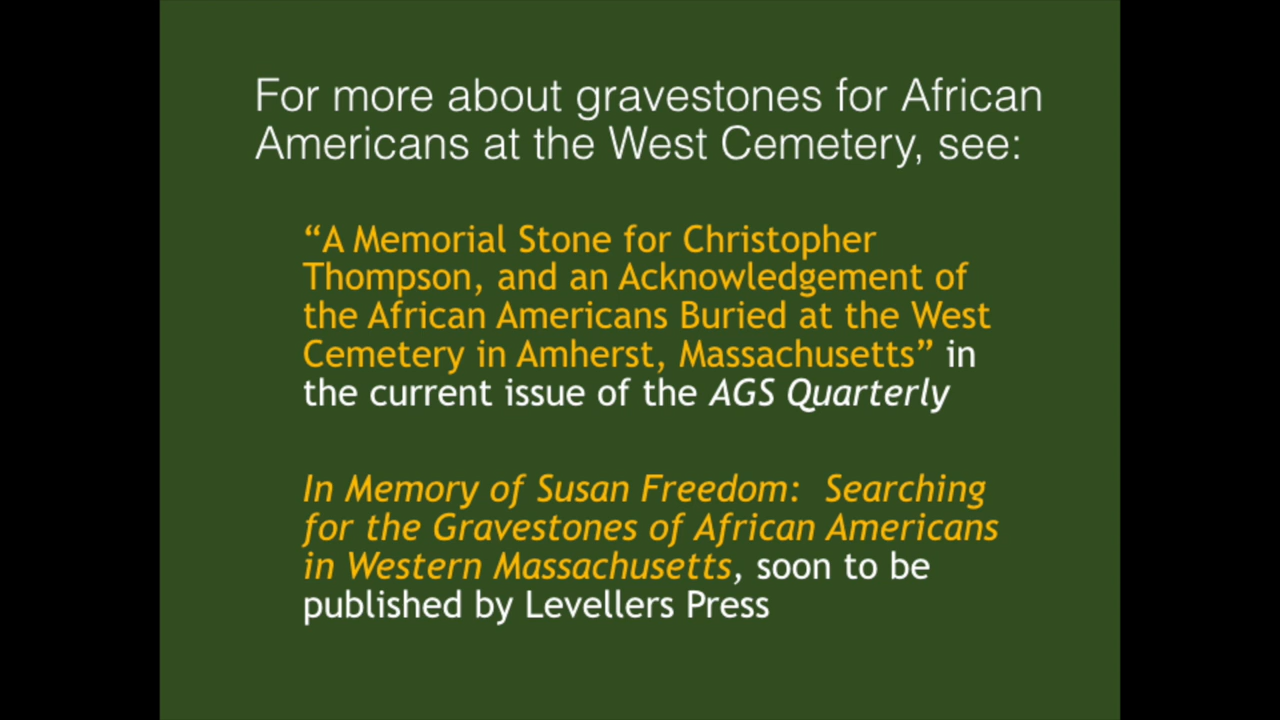 For more about gravestones for African
Americans at the West Cemetery, see:
“A Memorial Stone for Christopher
Thompson, and an Acknowledgement of
the African Americans Buried at the West
Cemetery in Amherst, Massachusetts” in
the current issue of the AGS Quarterly
In Memory of Susan Freedom:  Searching
for the Gravestones of African Americans
in Western Massachusetts, soon to be
published by Levellers Press